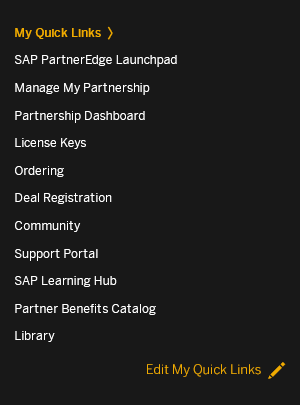 My Quick Links 〉
SAP PartnerEdge Launchpad
Manage My Partnership
Partnership Dashboard
License Keys
Ordering
Deal Registration
Community
Support Portal
SAP Learning Hub
Partner Benefits Catalog
Library
Edit My Quick Links